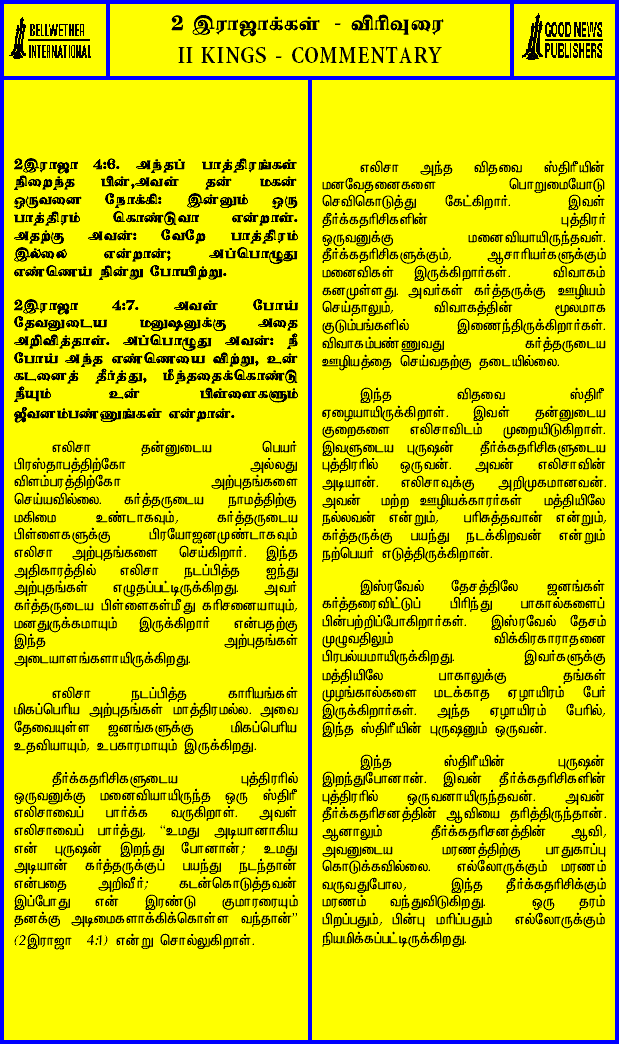 BELLWETHER
INTERNATIONAL
2 இராஜாக்கள் - விரிவுரை
II KINGS - COMMENTARY
GOOD NEWS
PUBLISHERS
2இராஜா 4:6. அந்தப் பாத்திரங்கள்
நிறைந்த பின்,அவள் தன் மகன்
ஒருவனை நோக்கி: இன்னும் ஒரு
பாத்திரம் கொண்டுவா என்றாள்.
அதற்கு அவன்: வேறே பாத்திரம்
இல்லை என்றான்; அப்பொழுது
எண்ணெய் நின்று போயிற்று.
2இராஜா 4:7. அவள் போய்
தேவனுடைய மனுஷனுக்கு அதை
அறிவித்தாள். அப்பொழுது அவன்: நீ
போய் அந்த எண்ணெயை விற்று, உன்
கடனைத் தீர்த்து, மீந்ததைக்கொண்டு
நீயும் உன் பிள்ளைகளும்
ஜீவனம்பண்ணுங்கள் என்றான்.
எலிசா தன்னுடைய பெயர்
பிரஸ்தாபத்திற்கோ அல்லது
விளம்பரத்திற்கோ அற்புதங்களை
செய்யவில்லை. கர்த்தருடைய நாமத்திற்கு
மகிமை உண்டாகவும், கர்த்தருடைய
பிள்ளைகளுக்கு பிரயோஜனமுண்டாகவும்
எலிசா அற்புதங்களை செய்கிறார். இந்த
அதிகாரத்தில் எலிசா நடப்பித்த ஐந்து
அற்புதங்கள் எழுதப்பட்டிருக்கிறது. அவர்
கர்த்தருடைய பிள்ளைகள்மீது கரிசனையாயும்,
மனதுருக்கமாயும் இருக்கிறார் என்பதற்கு
இந்த அற்புதங்கள்
அடையாளங்களாயிருக்கிறது.
எலிசா நடப்பித்த காரியங்கள்
மிகப்பெரிய அற்புதங்கள் மாத்திரமல்ல. அவை
தேவையுள்ள ஜனங்களுக்கு மிகப்பெரிய
உதவியாயும், உபகாரமாயும் இருக்கிறது.
தீர்க்கதரிசிகளுடைய புத்திரரில்
ஒருவனுக்கு மனைவியாயிருந்த ஒரு ஸ்திரீ
எலிசாவைப் பார்க்க வருகிறாள். அவள்
எலிசாவைப் பார்த்து, “உமது அடியானாகிய
என் புருஷன் இறந்து போனான்; உமது
அடியான் கர்த்தருக்குப் பயந்து நடந்தான்
என்பதை அறிவீர்; கடன்கொடுத்தவன்
இப்போது என் இரண்டு குமாரரையும்
தனக்கு அடிமைகளாக்கிக்கொள்ள வந்தான்”
(2இராஜா 4:1) என்று சொல்லுகிறாள்.
எலிசா அந்த விதவை ஸ்திரீயின்
மனவேதனைகளை பொறுமையோடு
செவிகொடுத்து கேட்கிறார். இவள்
தீர்க்கதரிசிகளின் புத்திரர்
ஒருவனுக்கு மனைவியாயிருந்தவள்.
தீர்க்கதரிசிகளுக்கும், ஆசாரியர்களுக்கும்
மனைவிகள் இருக்கிறார்கள். விவாகம்
கனமுள்ளது. அவர்கள் கர்த்தருக்கு ஊழியம்
செய்தாலும், விவாகத்தின் மூலமாக
குடும்பங்களில் இணைந்திருக்கிறார்கள்.
விவாகம்பண்ணுவது கர்த்தருடைய
ஊழியத்தை செய்வதற்கு தடையில்லை.
இந்த விதவை ஸ்திரீ
ஏழையாயிருக்கிறாள். இவள் தன்னுடைய
குறைகளை எலிசாவிடம் முறையிடுகிறாள்.
இவளுடைய புருஷன் தீர்க்கதரிசிகளுடைய
புத்திரரில் ஒருவன். அவன் எலிசாவின்
அடியான். எலிசாவுக்கு அறிமுகமானவன்.
அவன் மற்ற ஊழியக்காரர்கள் மத்தியிலே
நல்லவன் என்றும், பரிசுத்தவான் என்றும்,
கர்த்தருக்கு பயந்து நடக்கிறவன் என்றும்
நற்பெயர் எடுத்திருக்கிறான்.
இஸ்ரவேல் தேசத்திலே ஜனங்கள்
கர்த்தரைவிட்டுப் பிரிந்து பாகால்களைப்
பின்பற்றிப்போகிறார்கள். இஸ்ரவேல் தேசம்
முழுவதிலும் விக்கிரகாராதனை
பிரபல்யமாயிருக்கிறது. இவர்களுக்கு
மத்தியிலே பாகாலுக்கு தங்கள்
முழங்கால்களை மடக்காத ஏழாயிரம் பேர்
இருக்கிறார்கள். அந்த ஏழாயிரம் பேரில்,
இந்த ஸ்திரீயின் புருஷனும் ஒருவன்.
இந்த ஸ்திரீயின் புருஷன்
இறந்துபோனான். இவன் தீர்க்கதரிசிகளின்
புத்திரரில் ஒருவனாயிருந்தவன். அவன்
தீர்க்கதரிசனத்தின் ஆவியை தரித்திருந்தான்.
ஆனாலும் தீர்க்கதரிசனத்தின் ஆவி,
அவனுடைய மரணத்திற்கு பாதுகாப்பு
கொடுக்கவில்லை. எல்லோருக்கும் மரணம்
வருவதுபோல, இந்த தீர்க்கதரிசிக்கும்
மரணம் வந்துவிடுகிறது. ஒரு தரம்
பிறப்பதும், பின்பு மரிப்பதும் எல்லோருக்கும்
நியமிக்கப்பட்டிருக்கிறது.